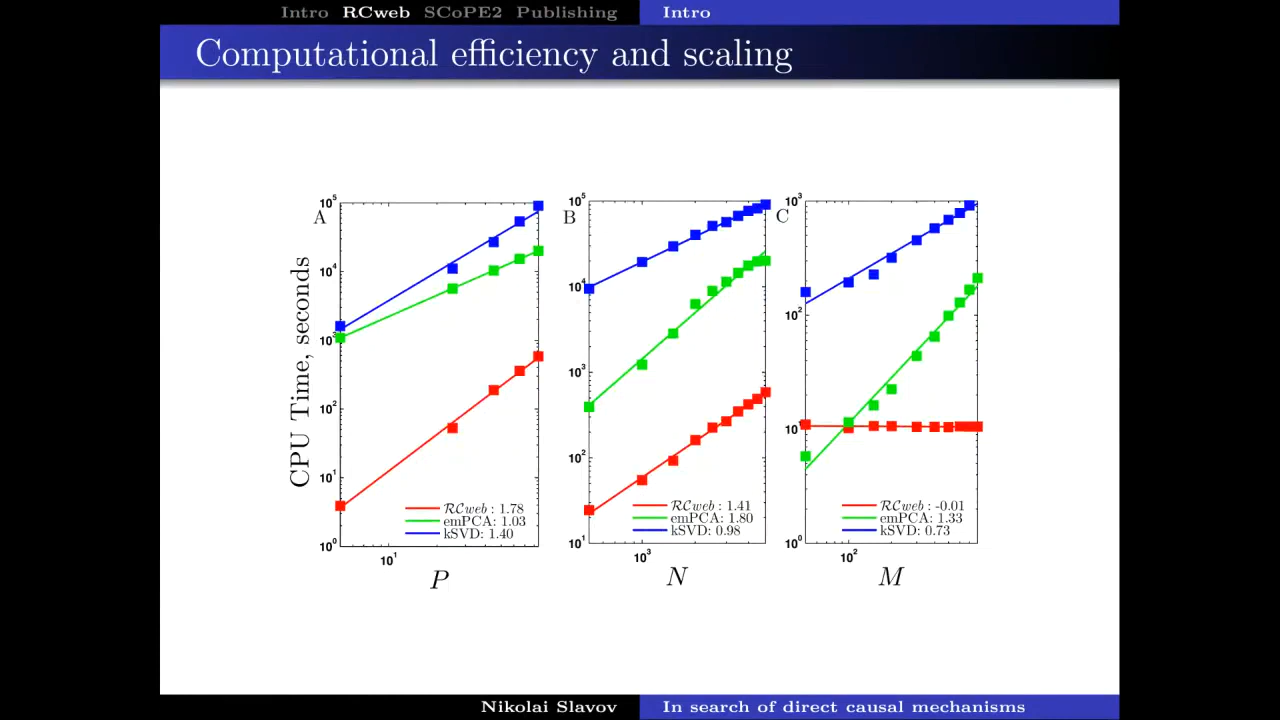 Intro RCweb SCoPE2 Publishing Intro
Computational efficiency and scaling
CPU Time, seconds
A
10^5
10^4
10^3
10^2
10^1
10^0
10^1
P
RCweb : 1.78
emPCA: 1.03
kSVD: 1.40
B
10^5
10^4
10^3
10^2
10^1
10^3
N
RCweb : 1.41
emPCA: 1.80
kSVD: 0.98
C
10^3
10^2
10^1
10^0
10^2
M
RCweb : -0.01
emPCA: 1.33
kSVD: 0.73
Nikolai Slavov In search of direct causal mechanisms